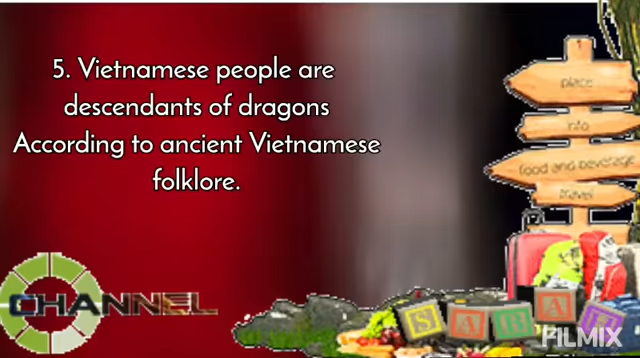 5. Vietnamese people are
descendants of dragons
According to ancient Vietnamese
folklore.
place
info
food and beverage
travel
CHANNEL
SABAH
FILMIX